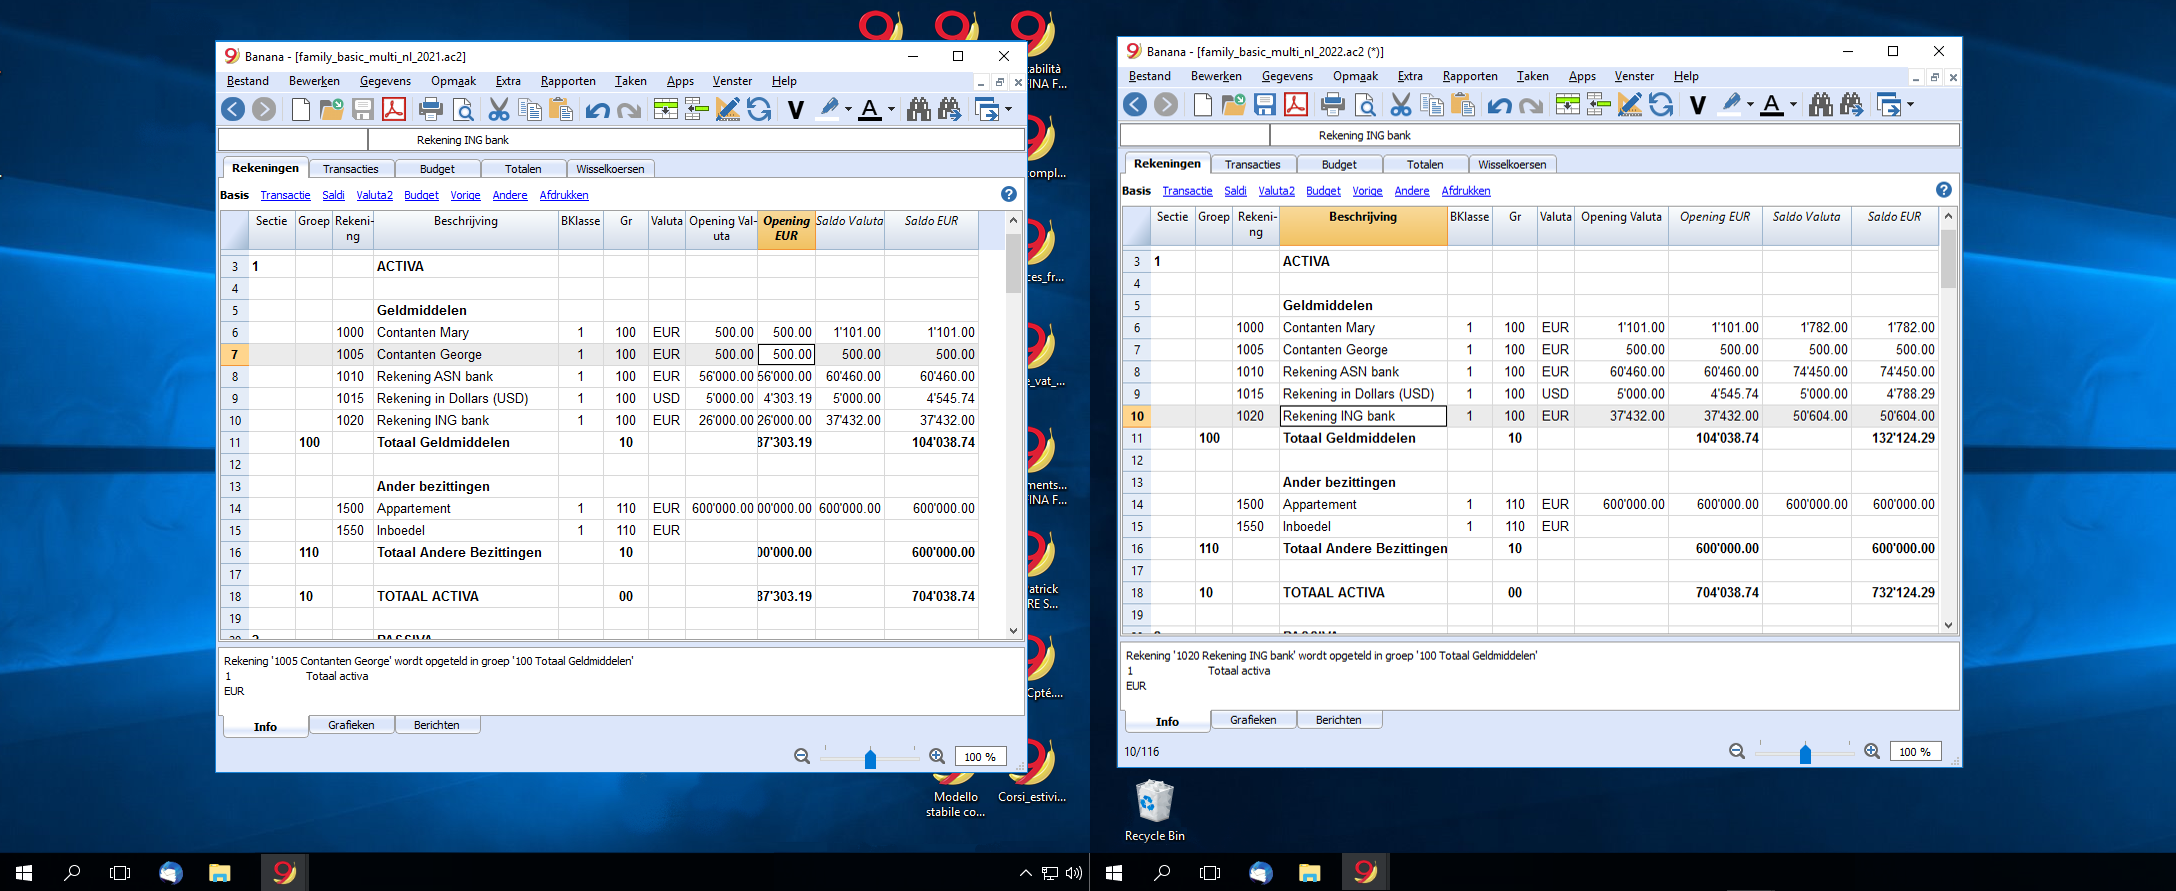 Banana - [family_basic_multi_nl_2021.ac2]
Bestand Bewerken Gegevens Opmaak Extra Rapporten Taken Apps Venster Help
V A
Rekening ING bank
Rekeningen Transacties Budget Totalen Wisselkoersen
Basis Transactie Saldi Valuta2 Budget Vorige Andere Afdrukken
Sectie Groep Rekeni-ng Beschrijving BKlasse Gr Valuta Opening Val-uta Opening EUR Saldo Valuta Saldo EUR
3 1 ACTIVA
4
5 Geldmiddelen
6 1000 Contanten Mary 1 100 EUR 500.00 500.00 1'101.00 1'101.00
7 1005 Contanten George 1 100 EUR 500.00 500.00 500.00 500.00
8 1010 Rekening ASN bank 1 100 EUR 56'000.00 56'000.00 60'460.00 60'460.00
9 1015 Rekening in Dollars (USD) 1 100 USD 5'000.00 4'303.19 5'000.00 4'545.74
10 1020 Rekening ING bank 1 100 EUR 26'000.00 26'000.00 37'432.00 37'432.00
11 100 Totaal Geldmiddelen 10 87'303.19 104'038.74
12
13 Ander bezittingen
14 1500 Appartement 1 110 EUR 600'000.00 00'000.00 600'000.00 600'000.00
15 1550 Inboedel 1 110 EUR
16 110 Totaal Andere Bezittingen 10 00'000.00 600'000.00
17
18 10 TOTAAL ACTIVA 00 87'303.19 704'038.74
19
20 2 PASSIVA
Rekening '1005 Contanten George' wordt opgeteld in groep '100 Totaal Geldmiddelen'
1 Totaal activa
EUR
Info Grafieken Berichten
100 %
Banana - [family_basic_multi_nl_2022.ac2 (*)]
Bestand Bewerken Gegevens Opmaak Extra Rapporten Taken Apps Venster Help
V A
Rekening ING bank
Rekeningen Transacties Budget Totalen Wisselkoersen
Basis Transactie Saldi Valuta2 Budget Vorige Andere Afdrukken
Sectie Groep Rekeni-ng Beschrijving BKlasse Gr Valuta Opening Valuta Opening EUR Saldo Valuta Saldo EUR
3 1 ACTIVA
4
5 Geldmiddelen
6 1000 Contanten Mary 1 100 EUR 1'101.00 1'101.00 1'782.00 1'782.00
7 1005 Contanten George 1 100 EUR 500.00 500.00 500.00 500.00
8 1010 Rekening ASN bank 1 100 EUR 60'460.00 60'460.00 74'450.00 74'450.00
9 1015 Rekening in Dollars (USD) 1 100 USD 5'000.00 4'545.74 5'000.00 4'788.29
10 1020 Rekening ING bank 1 100 EUR 37'432.00 37'432.00 50'604.00 50'604.00
11 100 Totaal Geldmiddelen 10 104'038.74 132'124.29
12
13 Ander bezittingen
14 1500 Appartement 1 110 EUR 600'000.00 600'000.00 600'000.00 600'000.00
15 1550 Inboedel 1 110 EUR
16 110 Totaal Andere Bezittingen 10 600'000.00 600'000.00
17
18 10 TOTAAL ACTIVA 00 704'038.74 732'124.29
19
Rekening '1020 Rekening ING bank' wordt opgeteld in groep '100 Totaal Geldmiddelen'
1 Totaal activa
EUR
Info Grafieken Berichten
10/116
100 %
tabilità
FINA F...
compl...
ces_fr...
e_vat_...
ments...
FINA F...
atrick
RE S...
Cpté....
Modello
stabile co...
Corsi_estivi...
Recycle Bin